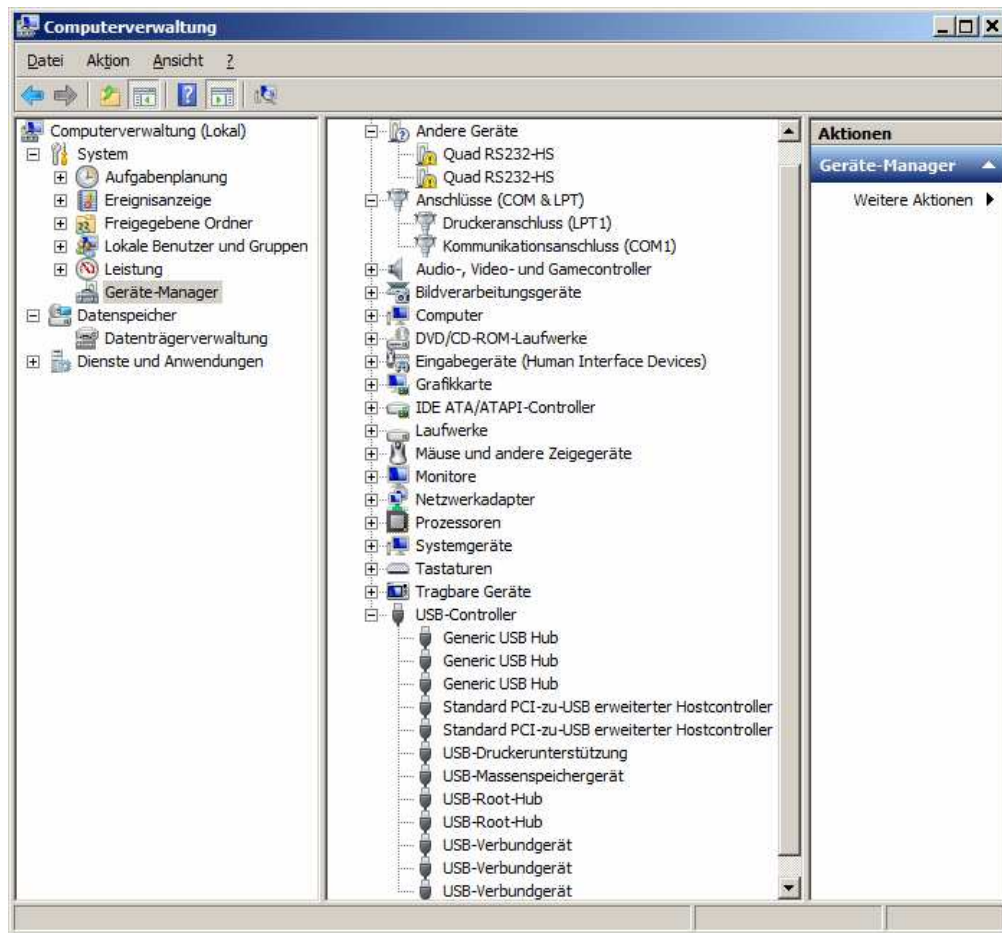 Computerverwaltung
Datei Aktion Ansicht ?
Computerverwaltung (Lokal)
System
Aufgabenplanung
Ereignisanzeige
Freigegebene Ordner
Lokale Benutzer und Gruppen
Leistung
Geräte-Manager
Datenspeicher
Datenträgerverwaltung
Dienste und Anwendungen
Andere Geräte
Quad RS232-HS
Quad RS232-HS
Anschlüsse (COM & LPT)
Druckeranschluss (LPT1)
Kommunikationsanschluss (COM1)
Audio-, Video- und Gamecontroller
Bildverarbeitungsgeräte
Computer
DVD/CD-ROM-Laufwerke
Eingabegeräte (Human Interface Devices)
Grafikkarte
IDE ATA/ATAPI-Controller
Laufwerke
Mäuse und andere Zeigegeräte
Monitore
Netzwerkadapter
Prozessoren
Systemgeräte
Tastaturen
Tragbare Geräte
USB-Controller
Generic USB Hub
Generic USB Hub
Generic USB Hub
Standard PCI-zu-USB erweiterter Hostcontroller
Standard PCI-zu-USB erweiterter Hostcontroller
USB-Druckerunterstützung
USB-Massenspeichergerät
USB-Root-Hub
USB-Root-Hub
USB-Verbundgerät
USB-Verbundgerät
USB-Verbundgerät
Aktionen
Geräte-Manager
Weitere Aktionen